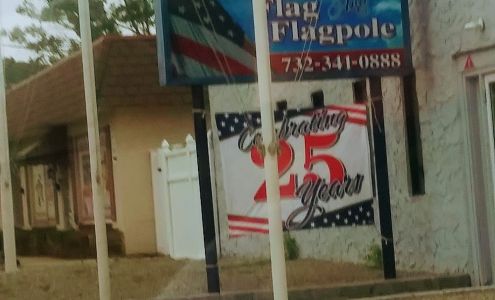 Flag
Flagpole
732-341-0888
Celebrating
25
Years